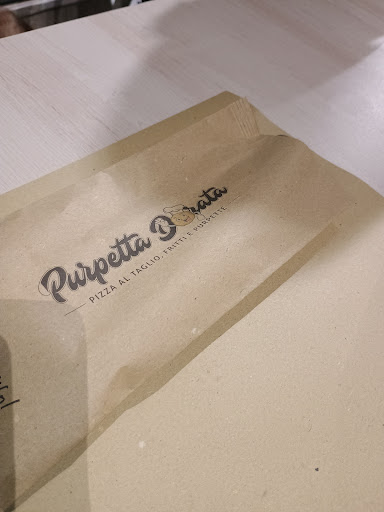 Purpetta Dorata
PIZZA AL TAGLIO, FRITTI E PURPETTE